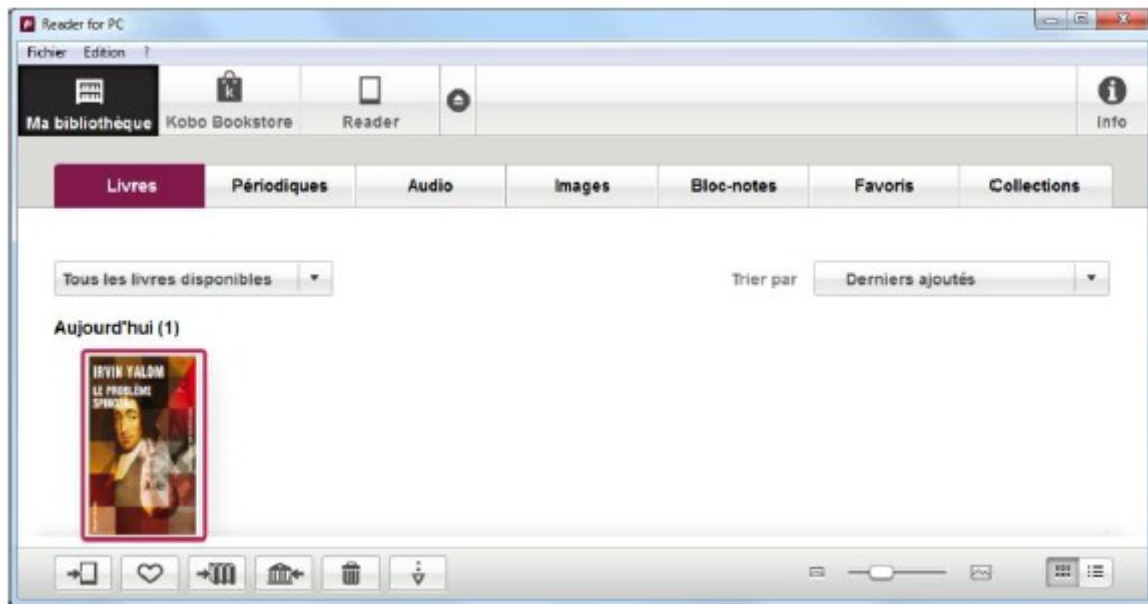 Reader for PC
Fichier Edition ?
Ma bibliothèque Kobo Bookstore Reader Info
Livres Périodiques Audio Images Bloc-notes Favoris Collections
Tous les livres disponibles Trier par Derniers ajoutés
Aujourd'hui (1)
IRVIN YALOM
LE PROBLÈME
SPINOZA